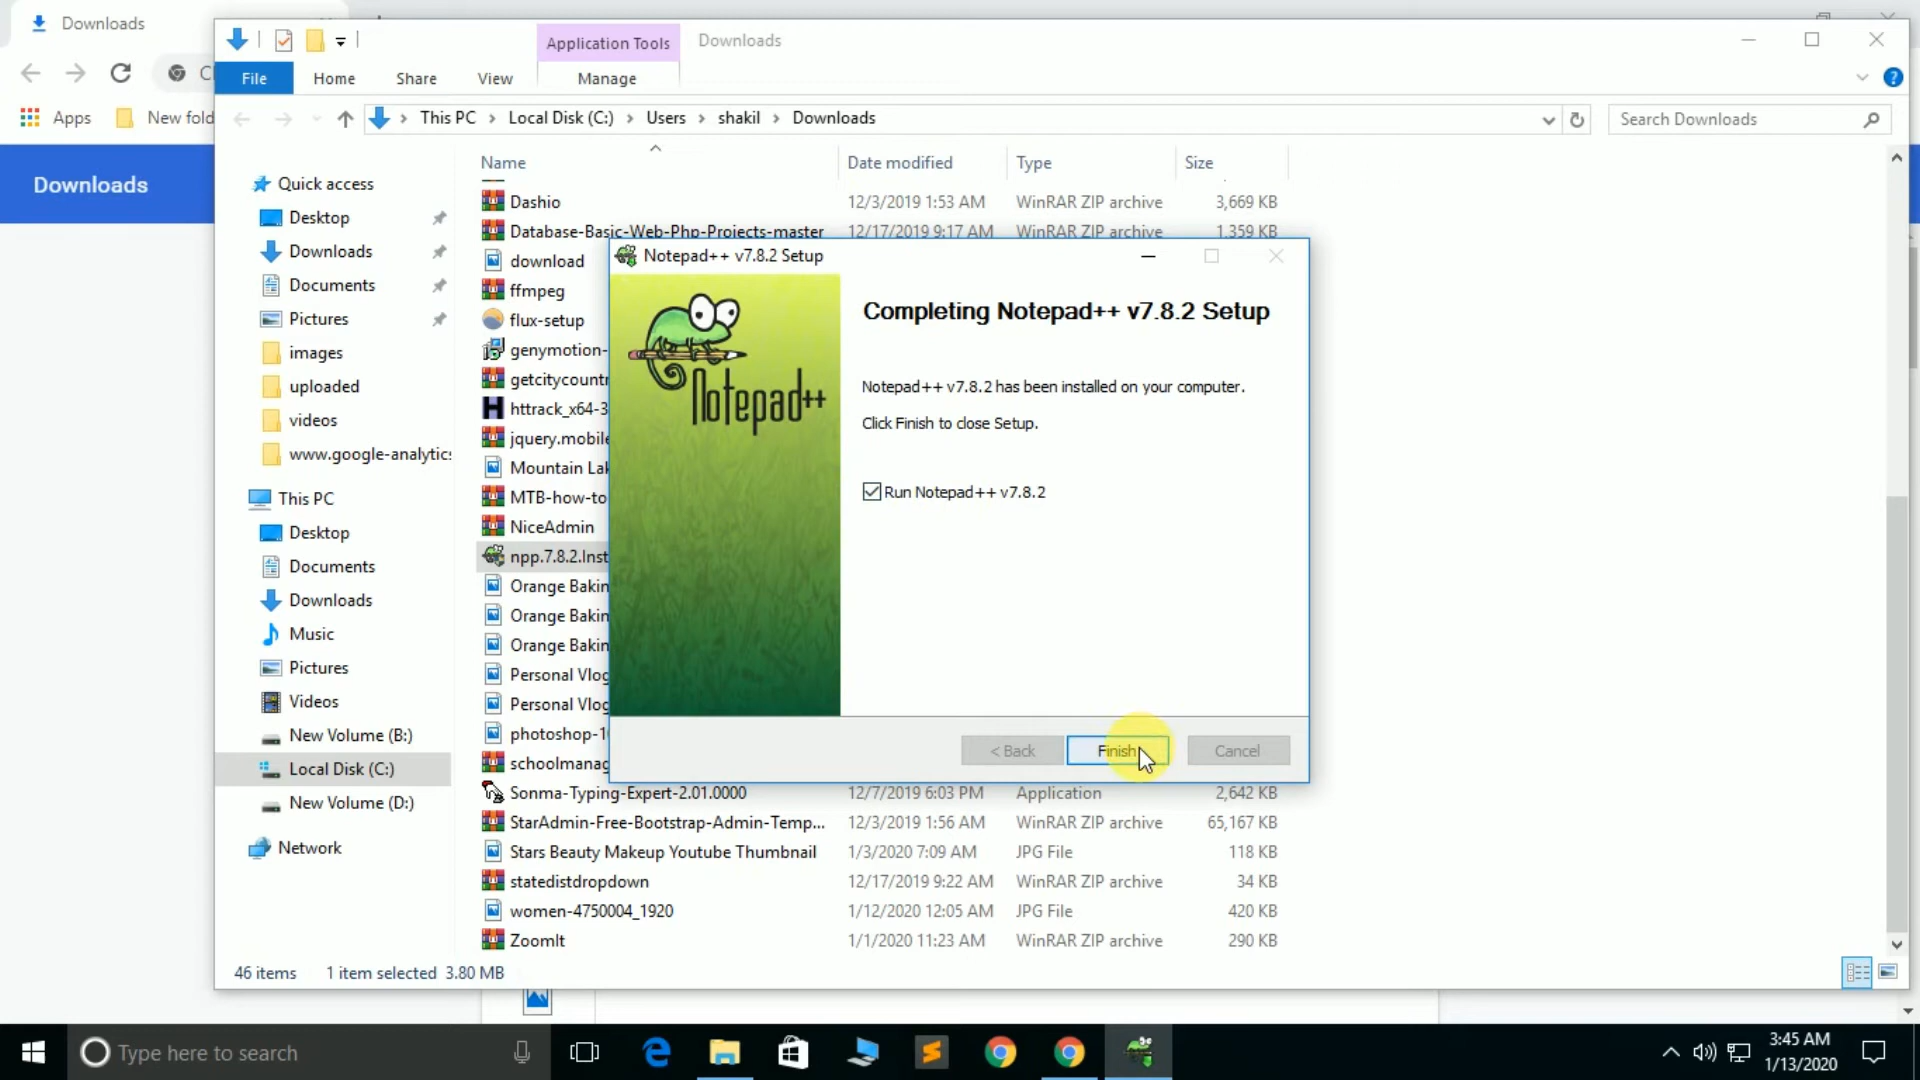 Downloads
Apps
New fold
Downloads
Application Tools
Downloads
File
Home
Share
View
Manage
This PC > Local Disk (C:) > Users > shakil > Downloads
Search Downloads
Quick access
Desktop
Downloads
Documents
Pictures
images
uploaded
videos
www.google-analytic
This PC
Desktop
Documents
Downloads
Music
Pictures
Videos
New Volume (B:)
Local Disk (C:)
New Volume (D:)
Network
Name Date modified Type Size
Dashio 12/3/2019 1:53 AM WinRAR ZIP archive 3,669 KB
Database-Basic-Web-Php-Projects-master 12/17/2019 9:17 AM WinRAR ZIP archive 1,359 KB
download
ffmpeg
flux-setup
genymotion-
getcitycount
httrack_x64-3
jquery.mobile
Mountain Lak
MTB-how-to
NiceAdmin
npp.7.8.2.Inst
Orange Bakin
Orange Bakin
Orange Bakin
Personal Vlog
Personal Vlog
photoshop-1
schoolmanag
Sonma-Typing-Expert-2.01.0000 12/7/2019 6:03 PM Application 2,642 KB
StarAdmin-Free-Bootstrap-Admin-Temp... 12/3/2019 1:56 AM WinRAR ZIP archive 65,167 KB
Stars Beauty Makeup Youtube Thumbnail 1/3/2020 7:09 AM JPG File 118 KB
statedistdropdown 12/17/2019 9:22 AM WinRAR ZIP archive 34 KB
women-4750004_1920 1/12/2020 12:05 AM JPG File 420 KB
ZoomIt 1/1/2020 11:23 AM WinRAR ZIP archive 290 KB
46 items 1 item selected 3.80 MB
Notepad++ v7.8.2 Setup
Notepad++
Completing Notepad++ v7.8.2 Setup
Notepad++ v7.8.2 has been installed on your computer.
Click Finish to close Setup.
Run Notepad++ v7.8.2
< Back
Finish
Cancel
Type here to search
3:45 AM
1/13/2020